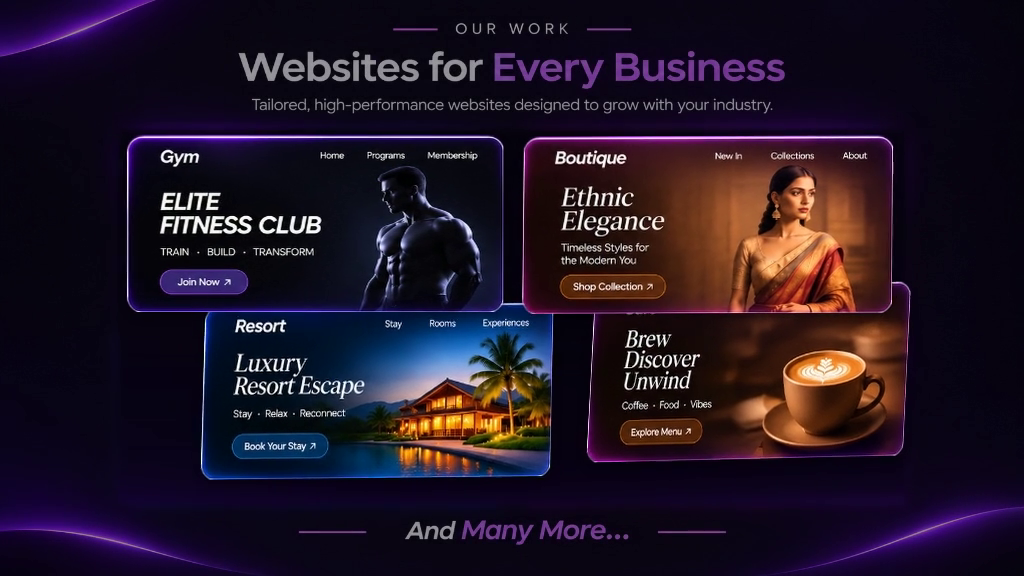 OUR WORK
Websites for Every Business
Tailored, high-performance websites designed to grow with your industry.
Gym
Home Programs Membership
ELITE
FITNESS CLUB
TRAIN · BUILD · TRANSFORM
Join Now ↗
Boutique
New In Collections About
Ethnic
Elegance
Timeless Styles for
the Modern You
Shop Collection ↗
Resort
Stay Rooms Experiences
Luxury
Resort Escape
Stay · Relax · Reconnect
Book Your Stay ↗
Brew
Discover
Unwind
Coffee · Food · Vibes
Explore Menu ↗
And Many More...